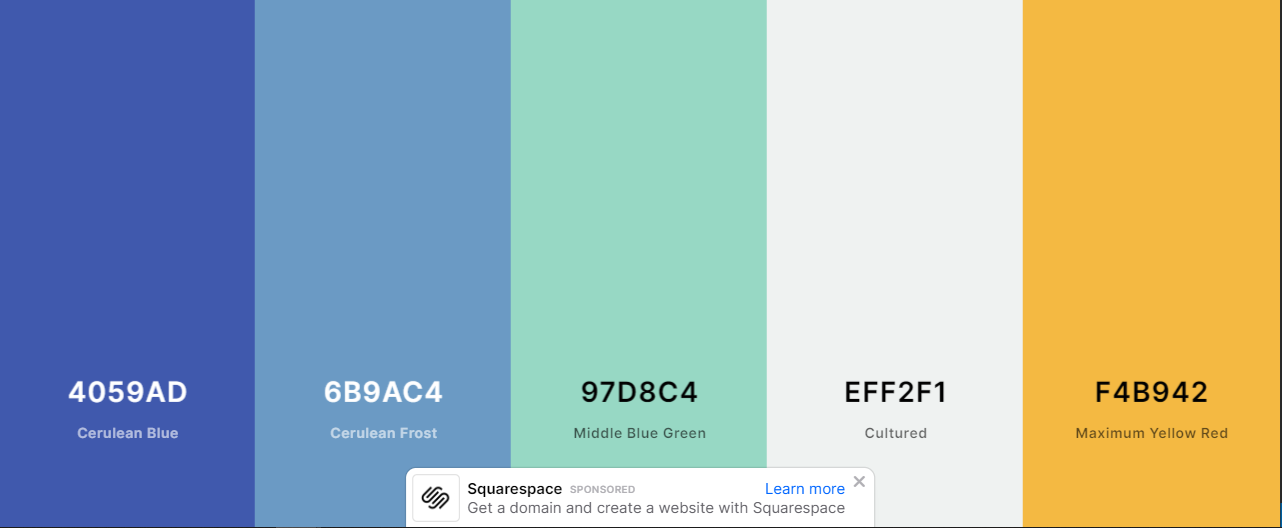 4059AD
Cerulean Blue
6B9AC4
Cerulean Frost
97D8C4
Middle Blue Green
EFF2F1
Cultured
F4B942
Maximum Yellow Red
Squarespace SPONSORED Learn more
Get a domain and create a website with Squarespace